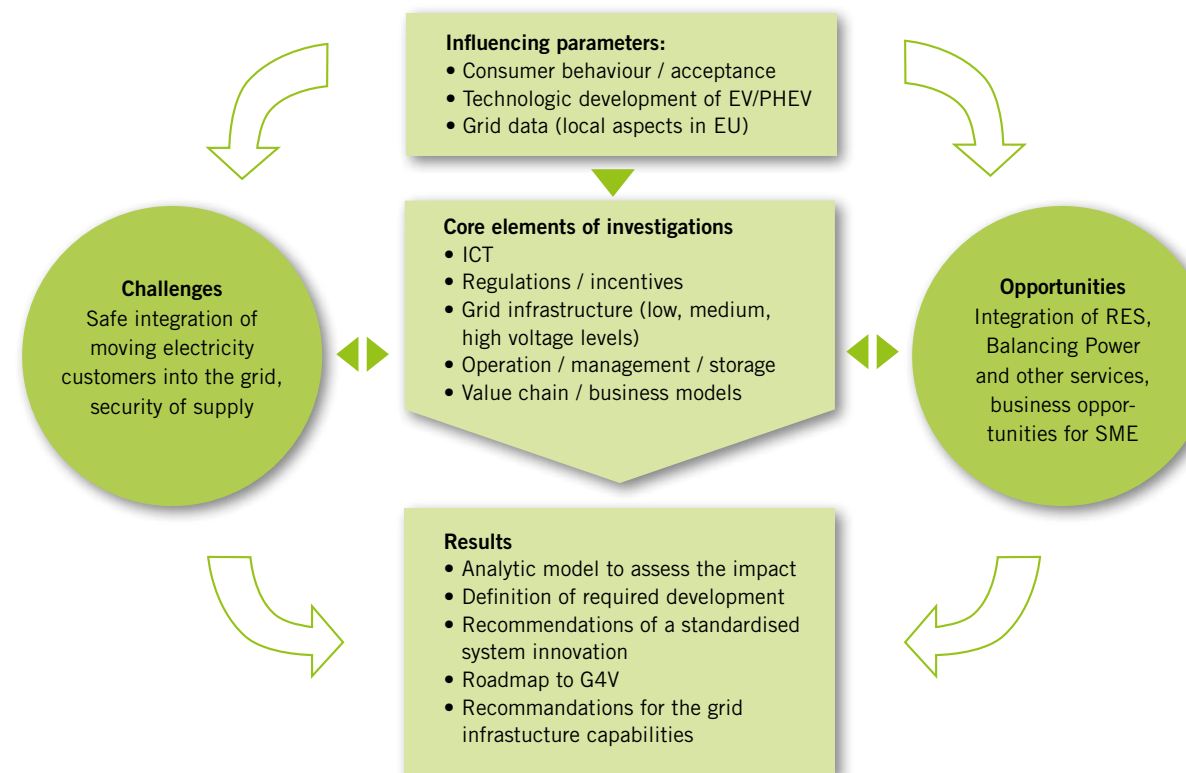 Influencing parameters:
• Consumer behaviour / acceptance
• Technologic development of EV/PHEV
• Grid data (local aspects in EU)
Challenges
Safe integration of
moving electricity
customers into the grid,
security of supply
Core elements of investigations
• ICT
• Regulations / incentives
• Grid infrastructure (low, medium,
high voltage levels)
• Operation / management / storage
• Value chain / business models
Opportunities
Integration of RES,
Balancing Power
and other services,
business oppor-
tunities for SME
Results
• Analytic model to assess the impact
• Definition of required development
• Recommendations of a standardised
system innovation
• Roadmap to G4V
• Recommandations for the grid
infrastucture capabilities